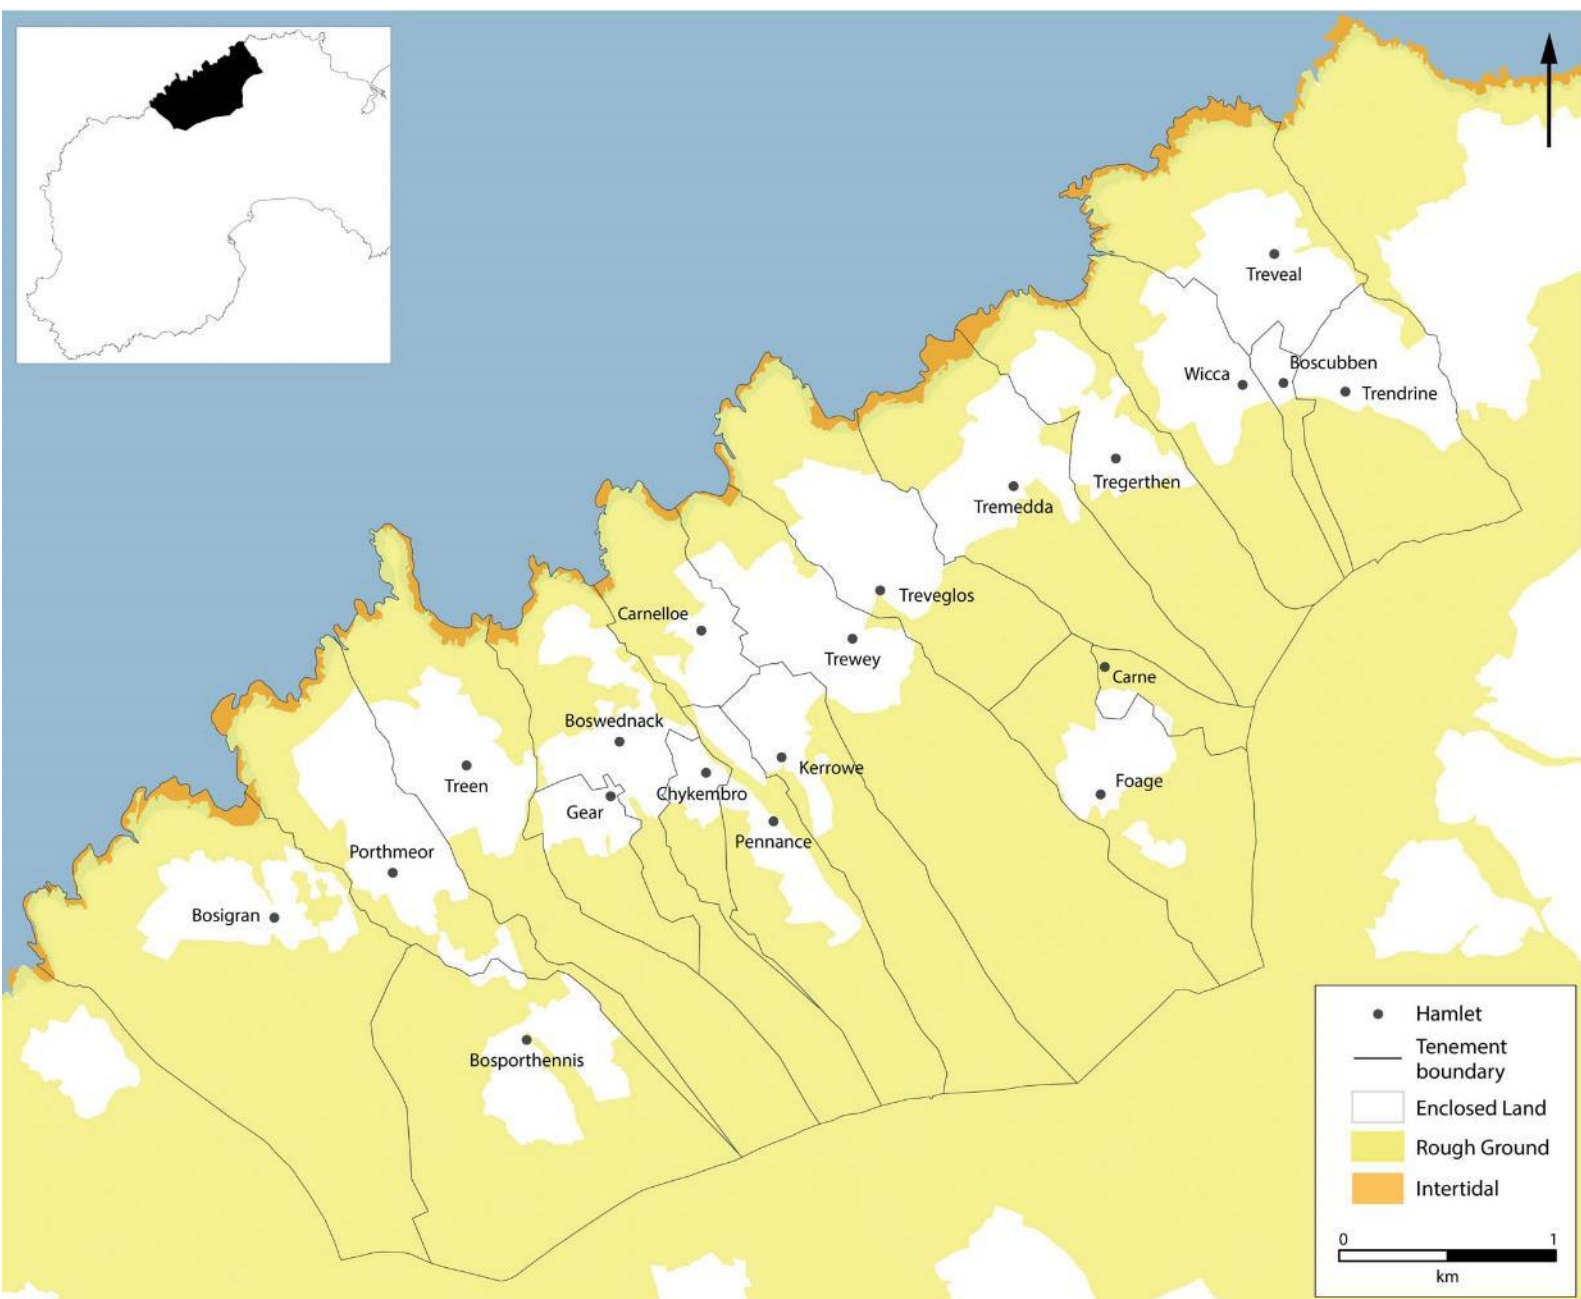 Treveal
Boscubben
Wicca
Trendrine
Tregerthen
Tremedda
Treveglos
Carnelloe
Trewey
Carne
Boswednack
Kerrowe
Foage
Treen
Chykembro
Gear
Pennance
Porthmeor
Bosigran
Bosporthennis
Hamlet
Tenement
boundary
Enclosed Land
Rough Ground
Intertidal
0 1
km